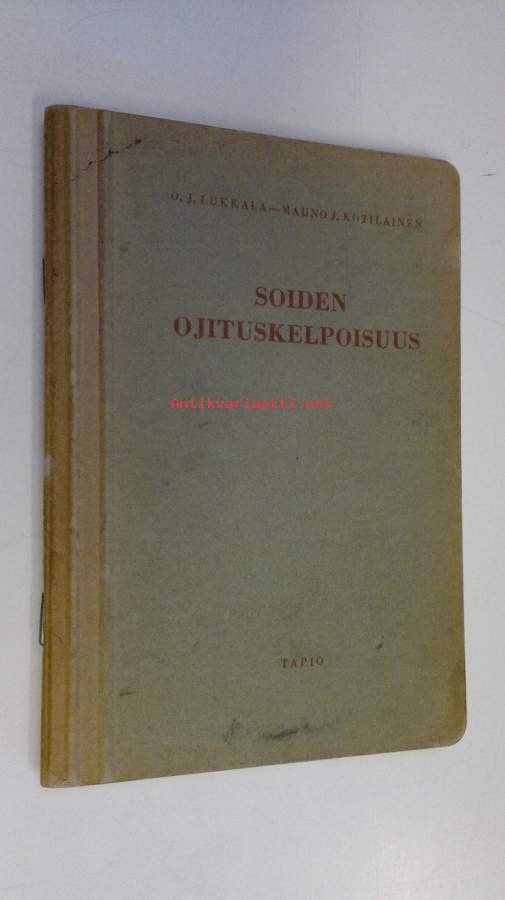 O. J. LUKKALA—MAUNO J. KOTILAINEN
SOIDEN
OJITUSKELPOISUUS
Antikvariaatti.net
TAPIO